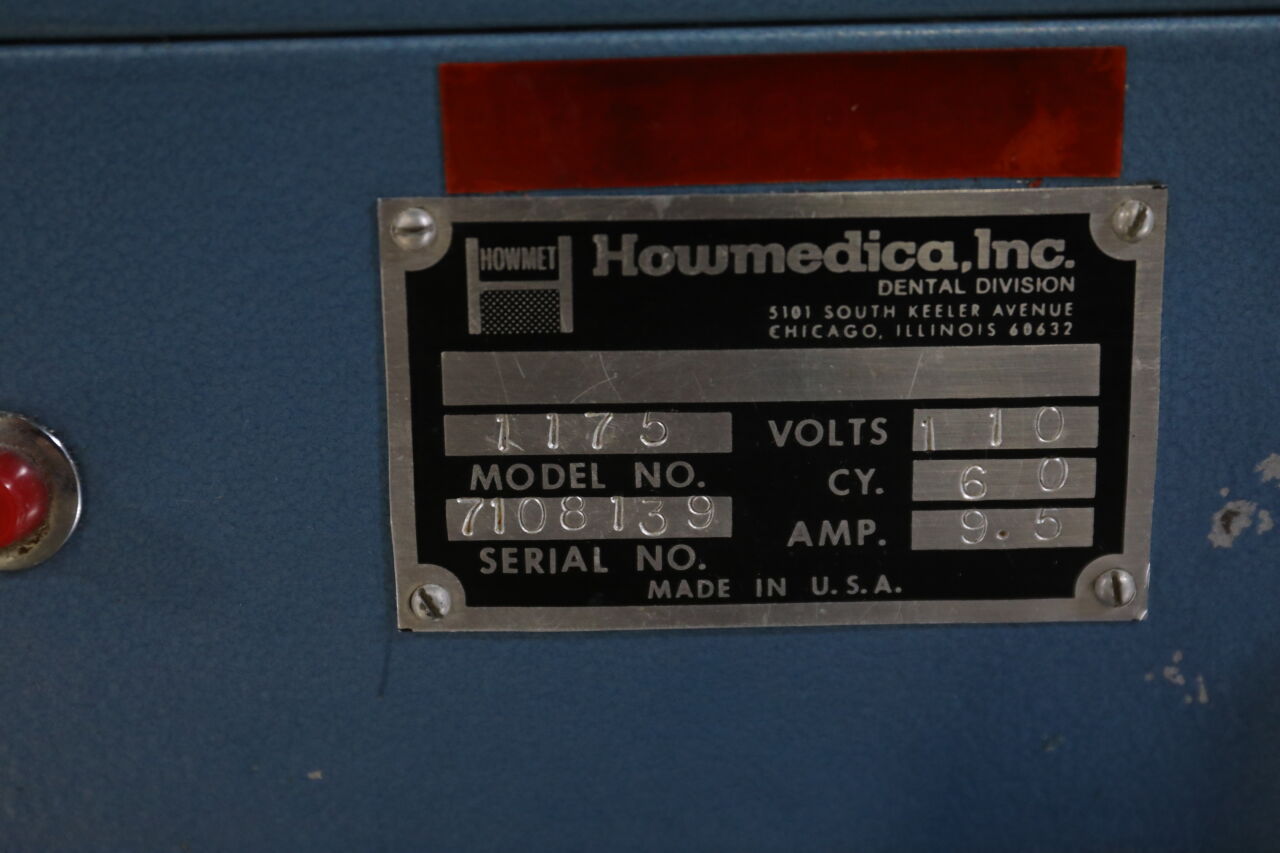 HOWMET
Howmedica, Inc.
DENTAL DIVISION
5101 SOUTH KEELER AVENUE
CHICAGO, ILLINOIS 60632
1175
MODEL NO.
7108139
SERIAL NO.
VOLTS 110
CY. 60
AMP. 9.5
MADE IN U.S.A.